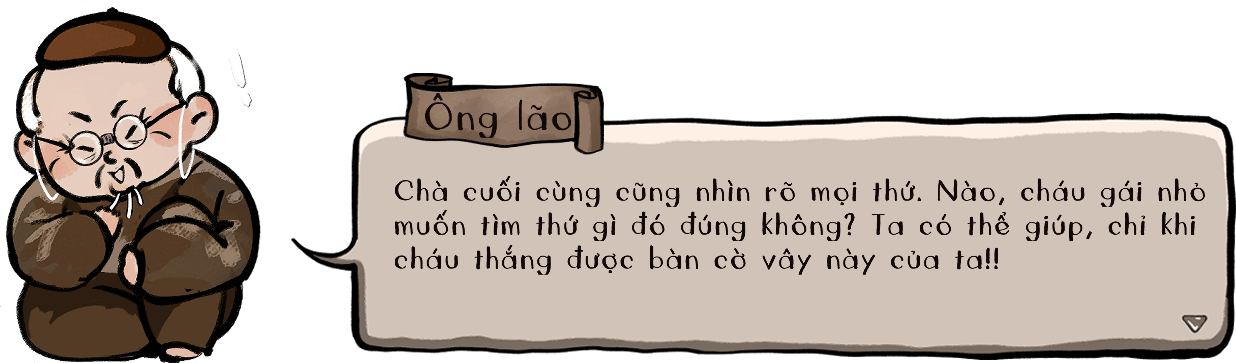 Ông lão
Chà cuối cùng cũng nhìn rõ mọi thứ. Nào, cháu gái nhỏ
muốn tìm thứ gì đó đúng không? Ta có thể giúp, chỉ khi
cháu thắng được bàn cờ vây này của ta!!